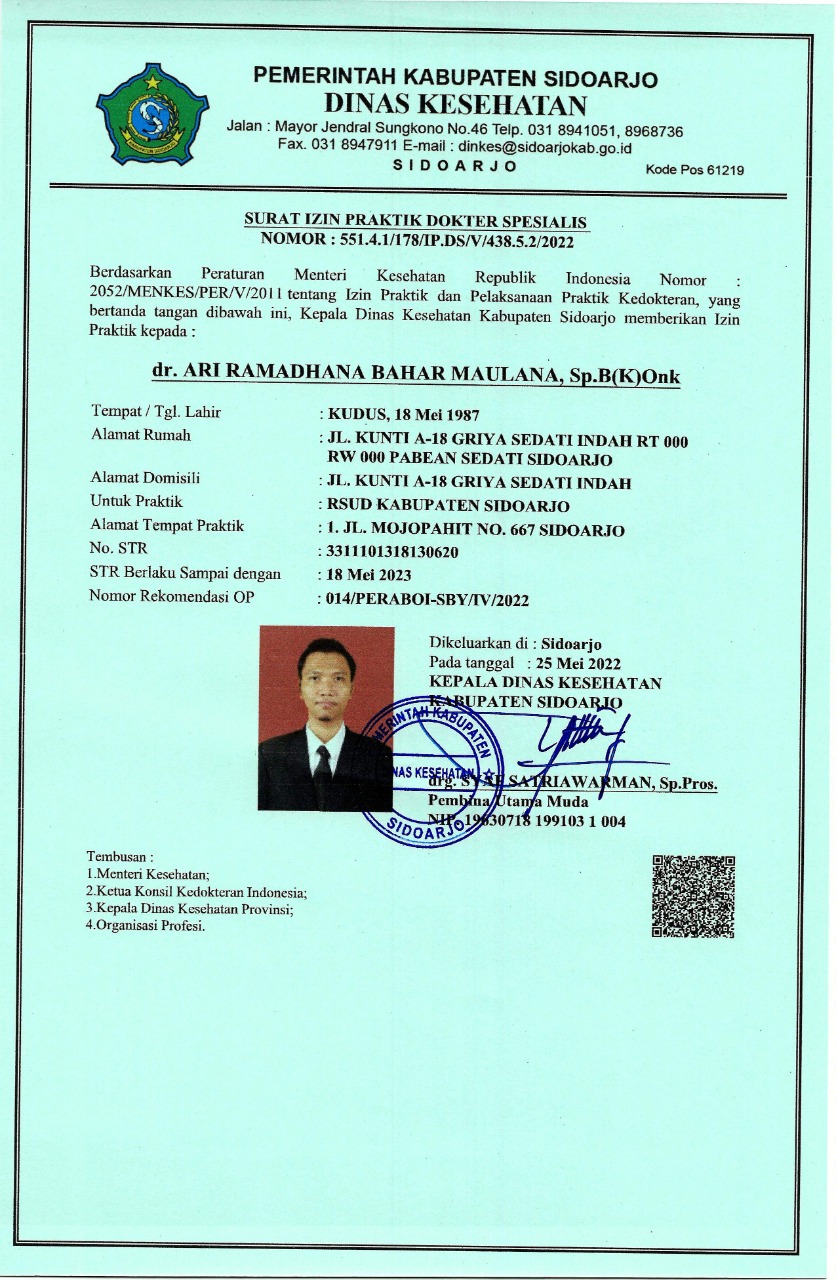 PEMERINTAH KABUPATEN SIDOARJO
DINAS KESEHATAN
Jalan : Mayor Jendral Sungkono No.46 Telp. 031 8941051, 8968736
Fax. 031 8947911 E-mail : dinkes@sidoarjokab.go.id
S I D O A R J O
Kode Pos 61219
SURAT IZIN PRAKTIK DOKTER SPESIALIS
NOMOR : 551.4.1/178/IP.DS/V/438.5.2/2022
Berdasarkan Peraturan Menteri Kesehatan Republik Indonesia Nomor :
2052/MENKES/PER/V/2011 tentang Izin Praktik dan Pelaksanaan Praktik Kedokteran, yang
bertanda tangan dibawah ini, Kepala Dinas Kesehatan Kabupaten Sidoarjo memberikan Izin
Praktik kepada :
dr. ARI RAMADHANA BAHAR MAULANA, Sp.B(K)Onk
Tempat / Tgl. Lahir : KUDUS, 18 Mei 1987
Alamat Rumah : JL. KUNTI A-18 GRIYA SEDATI INDAH RT 000
RW 000 PABEAN SEDATI SIDOARJO
Alamat Domisili : JL. KUNTI A-18 GRIYA SEDATI INDAH
Untuk Praktik : RSUD KABUPATEN SIDOARJO
Alamat Tempat Praktik : 1. JL. MOJOPAHIT NO. 667 SIDOARJO
No. STR : 3311101318130620
STR Berlaku Sampai dengan : 18 Mei 2023
Nomor Rekomendasi OP : 014/PERABOI-SBY/IV/2022
Dikeluarkan di : Sidoarjo
Pada tanggal : 25 Mei 2022
KEPALA DINAS KESEHATAN
KABUPATEN SIDOARJO
drg. SYAF SATRIAWARMAN, Sp.Pros.
Pembina Utama Muda
NIP. 19630718 199103 1 004
MERINTAH KABUPATEN
NAS KESEHATAN
SIDOARJO
Tembusan :
1.Menteri Kesehatan;
2.Ketua Konsil Kedokteran Indonesia;
3.Kepala Dinas Kesehatan Provinsi;
4.Organisasi Profesi.